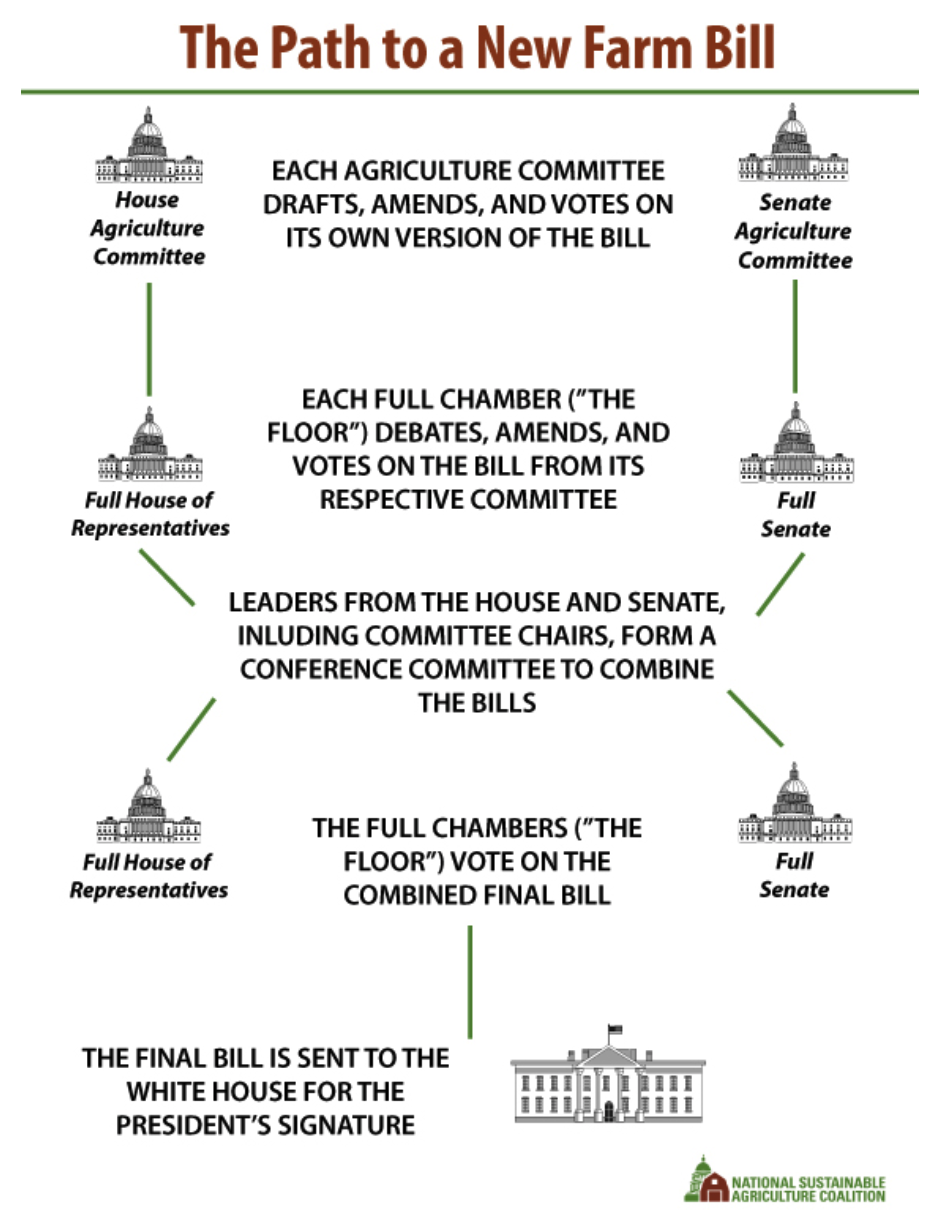 The Path to a New Farm Bill
House
Agriculture
Committee
EACH AGRICULTURE COMMITTEE
DRAFTS, AMENDS, AND VOTES ON
ITS OWN VERSION OF THE BILL
Senate
Agriculture
Committee
EACH FULL CHAMBER ("THE
FLOOR") DEBATES, AMENDS, AND
VOTES ON THE BILL FROM ITS
RESPECTIVE COMMITTEE
Full House of
Representatives
Full
Senate
LEADERS FROM THE HOUSE AND SENATE,
INLUDING COMMITTEE CHAIRS, FORM A
CONFERENCE COMMITTEE TO COMBINE
THE BILLS
Full House of
Representatives
THE FULL CHAMBERS ("THE
FLOOR") VOTE ON THE
COMBINED FINAL BILL
Full
Senate
THE FINAL BILL IS SENT TO THE
WHITE HOUSE FOR THE
PRESIDENT'S SIGNATURE
NATIONAL SUSTAINABLE
AGRICULTURE COALITION